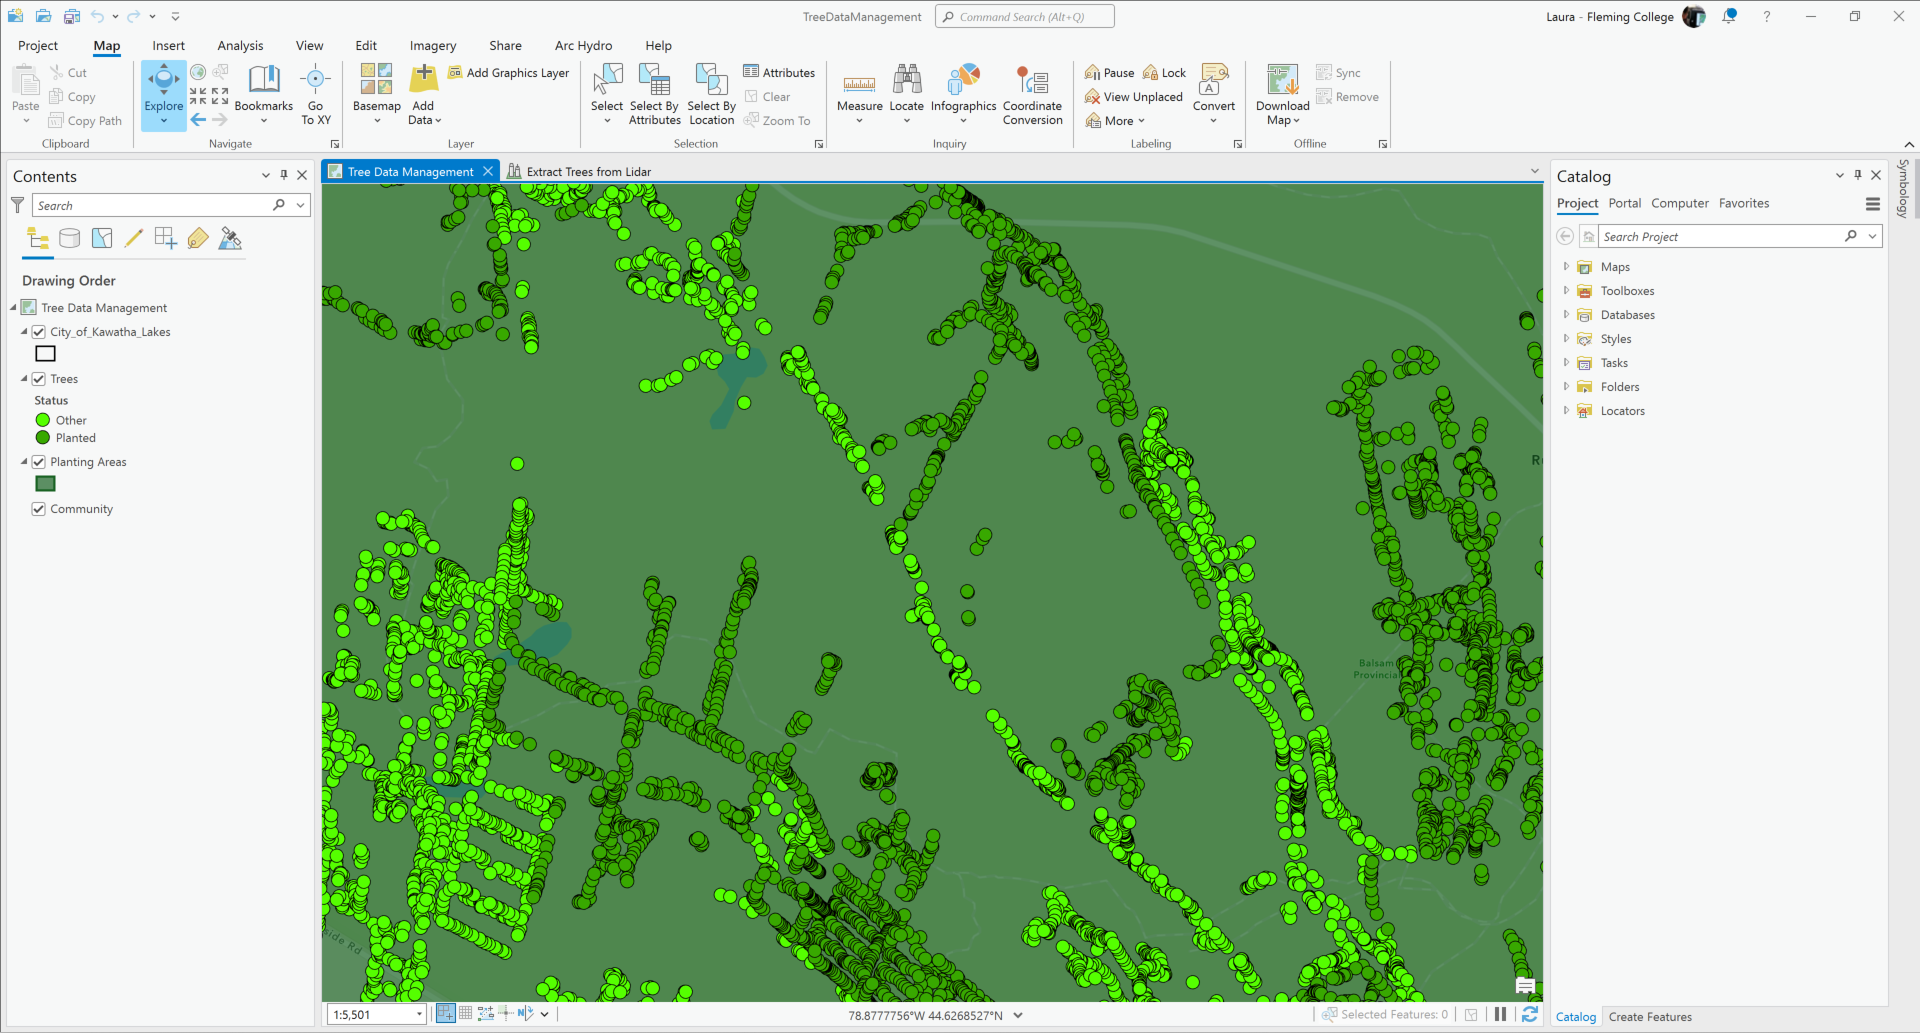 TreeDataManagement
Command Search (Alt+Q)
Laura - Fleming College
?
Project
Map
Insert
Analysis
View
Edit
Imagery
Share
Arc Hydro
Help
Paste
Cut
Copy
Copy Path
Clipboard
Explore
Bookmarks
Go
To XY
Navigate
Basemap
Add
Data
Add Graphics Layer
Layer
Select
Select By
Attributes
Select By
Location
Attributes
Clear
Zoom To
Selection
Measure
Locate
Infographics
Coordinate
Conversion
Inquiry
Pause
Lock
View Unplaced
More
Convert
Labeling
Download
Map
Sync
Remove
Offline
Contents
Search
Drawing Order
Tree Data Management
City_of_Kawatha_Lakes
Trees
Status
Other
Planted
Planting Areas
Community
Tree Data Management
Extract Trees from Lidar
Balsam
Provincial
side Rd
R
1:5,501
78.8777756°W 44.6268527°N
Selected Features: 0
Catalog
Project
Portal
Computer
Favorites
Search Project
Maps
Toolboxes
Databases
Styles
Tasks
Folders
Locators
Catalog
Create Features
Symbology